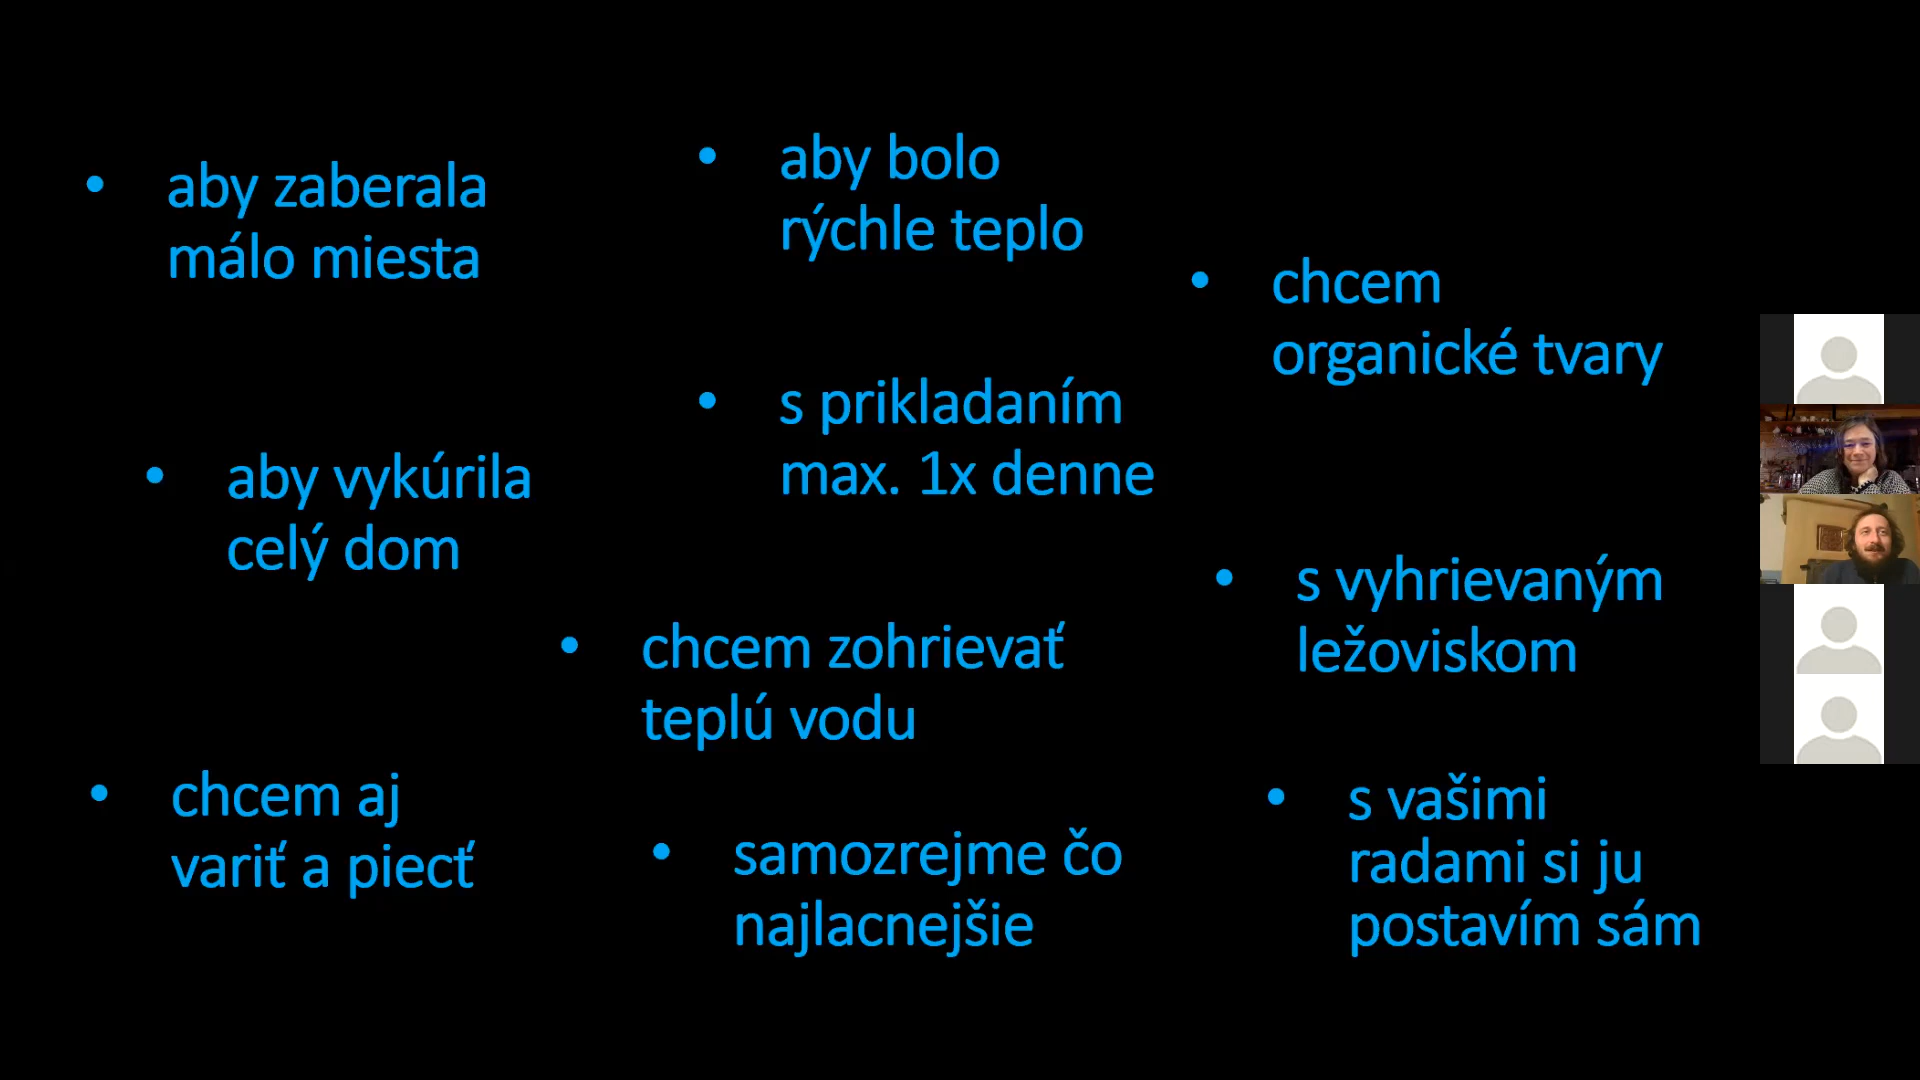 aby zaberala
málo miesta
aby vykúrila
celý dom
chcem aj
variť a piecť
aby bolo
rýchle teplo
s prikladaním
max. 1x denne
chcem zohrievať
teplú vodu
samozrejme čo
najlacnejšie
chcem
organické tvary
s vyhrievaným
ležoviskom
s vašimi
radami si ju
postavím sám